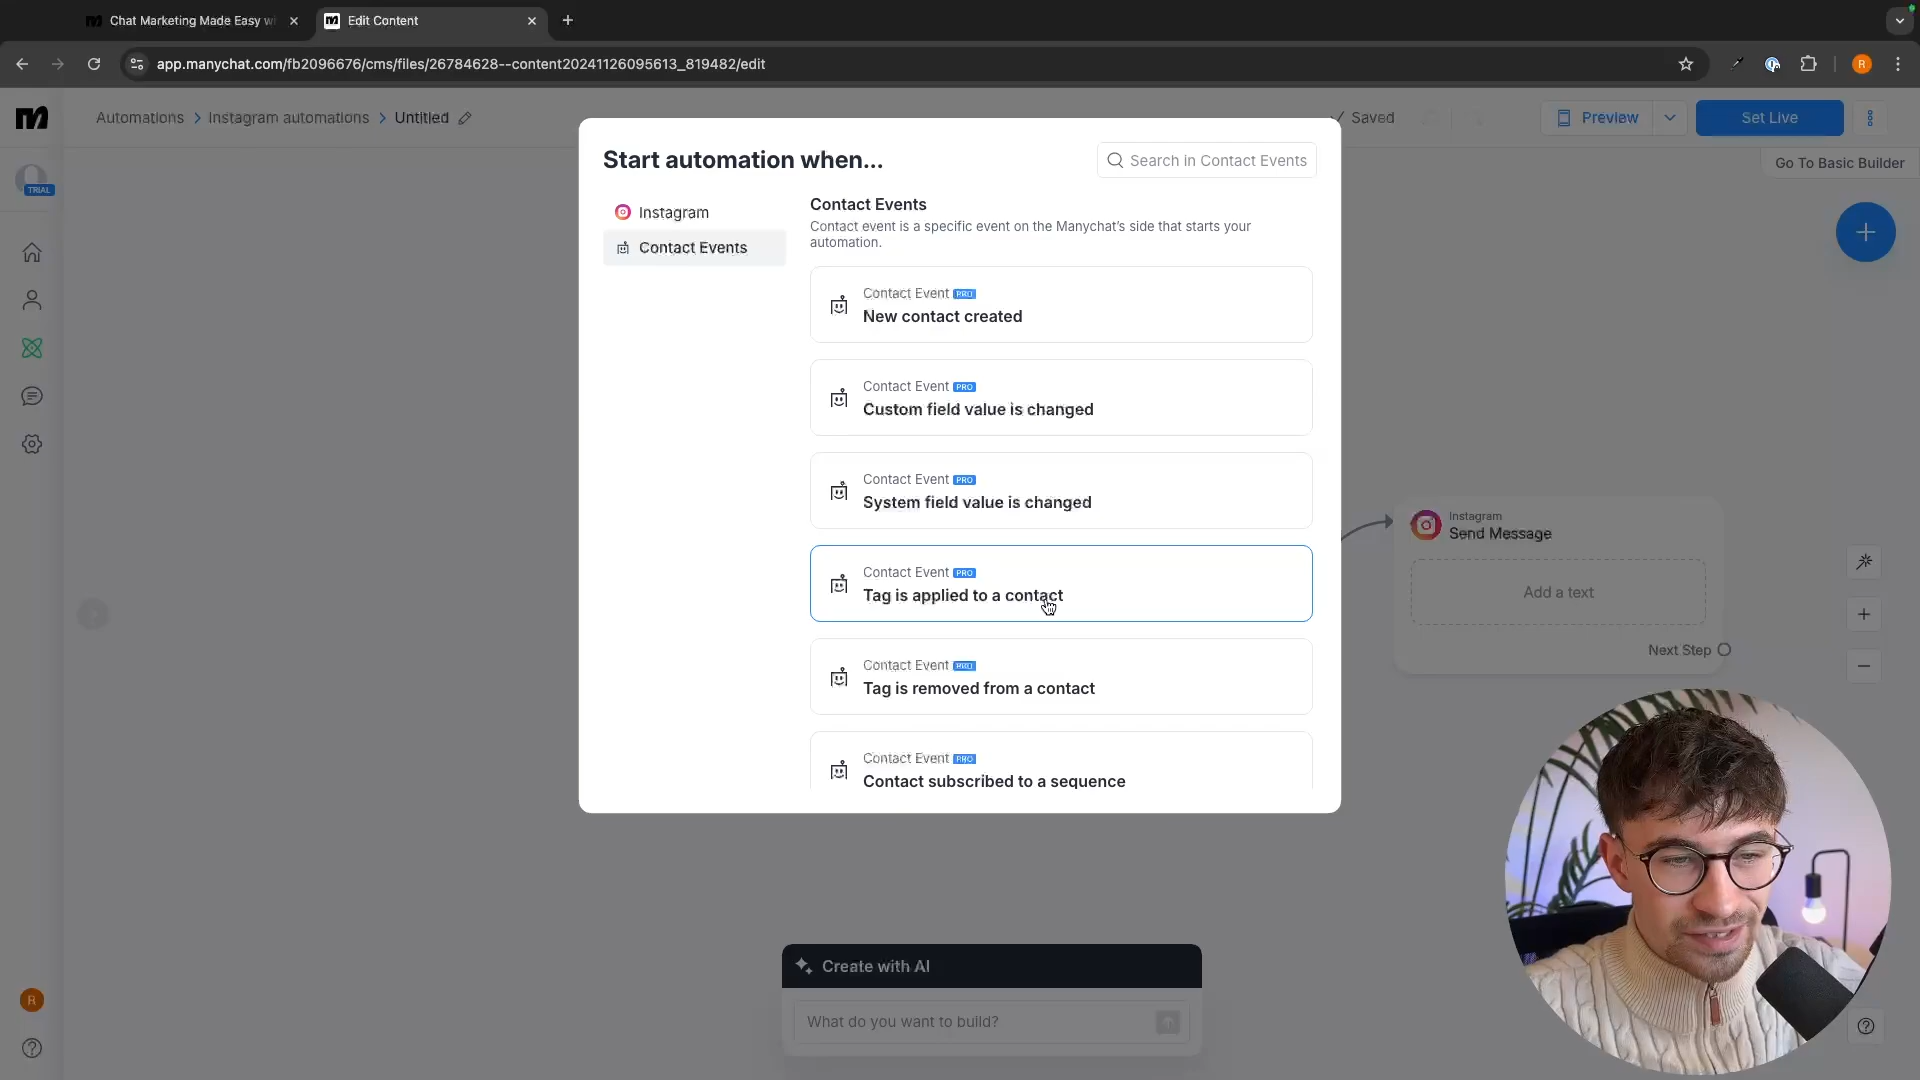 Chat Marketing Made Easy w
Edit Content
app.manychat.com/fb2096676/cms/files/26784628--content20241126095613_819482/edit
R
Automations > Instagram automations > Untitled
Saved
Preview
Set Live
TRIAL
Go To Basic Builder
Start automation when...
Search in Contact Events
Instagram
Contact Events
Contact Events
Contact event is a specific event on the Manychat's side that starts your
automation.
Contact Event PRO
New contact created
Contact Event PRO
Custom field value is changed
Contact Event PRO
System field value is changed
Contact Event PRO
Tag is applied to a contact
Contact Event PRO
Tag is removed from a contact
Contact Event PRO
Contact subscribed to a sequence
Instagram
Send Message
Add a text
Next Step
Create with AI
What do you want to build?
R